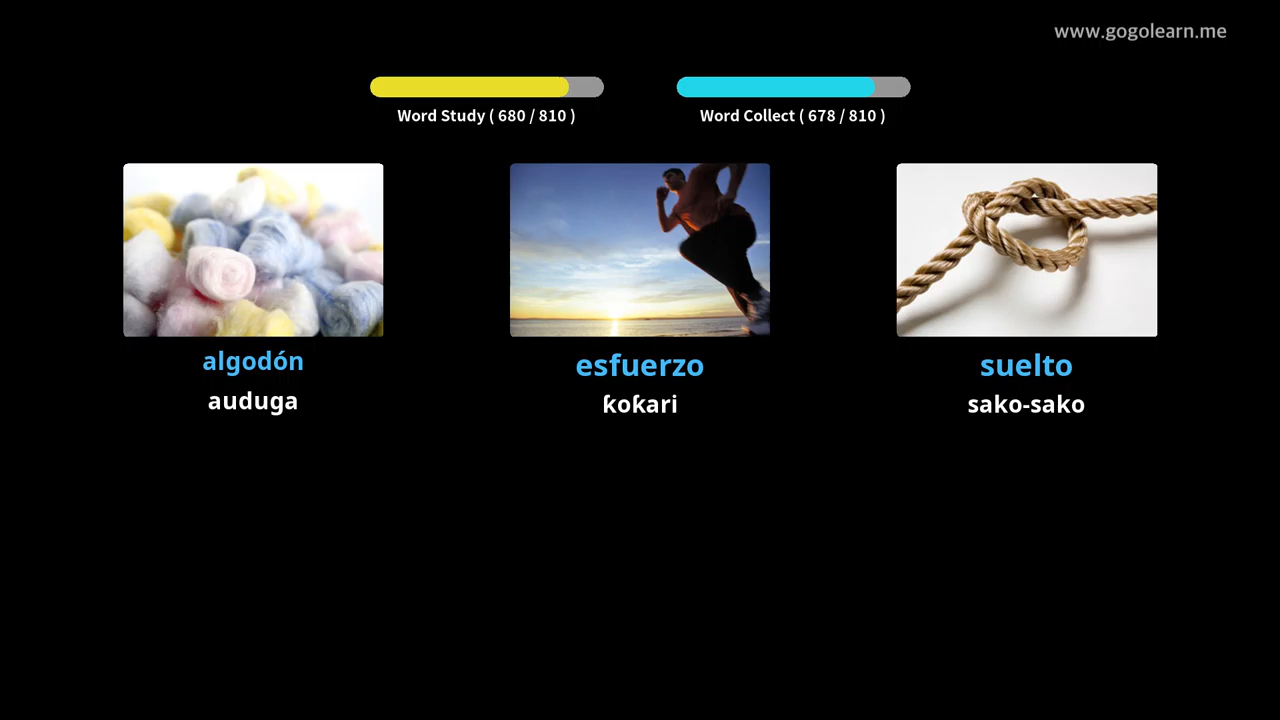 www.gogolearn.me
Word Study ( 680 / 810 )
Word Collect ( 678 / 810 )
algodón
auduga
esfuerzo
ƙoƙari
suelto
sako-sako